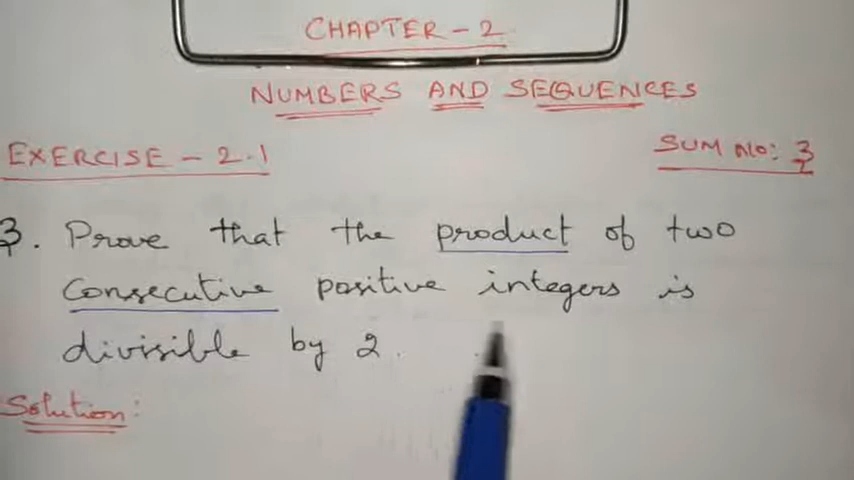 CHAPTER - 2
NUMBERS AND SEQUENCES
EXERCISE - 2.1
SUM NO: 3
3. Prove that the product of two
consecutive positive integers is
divisible by 2.
Solution: